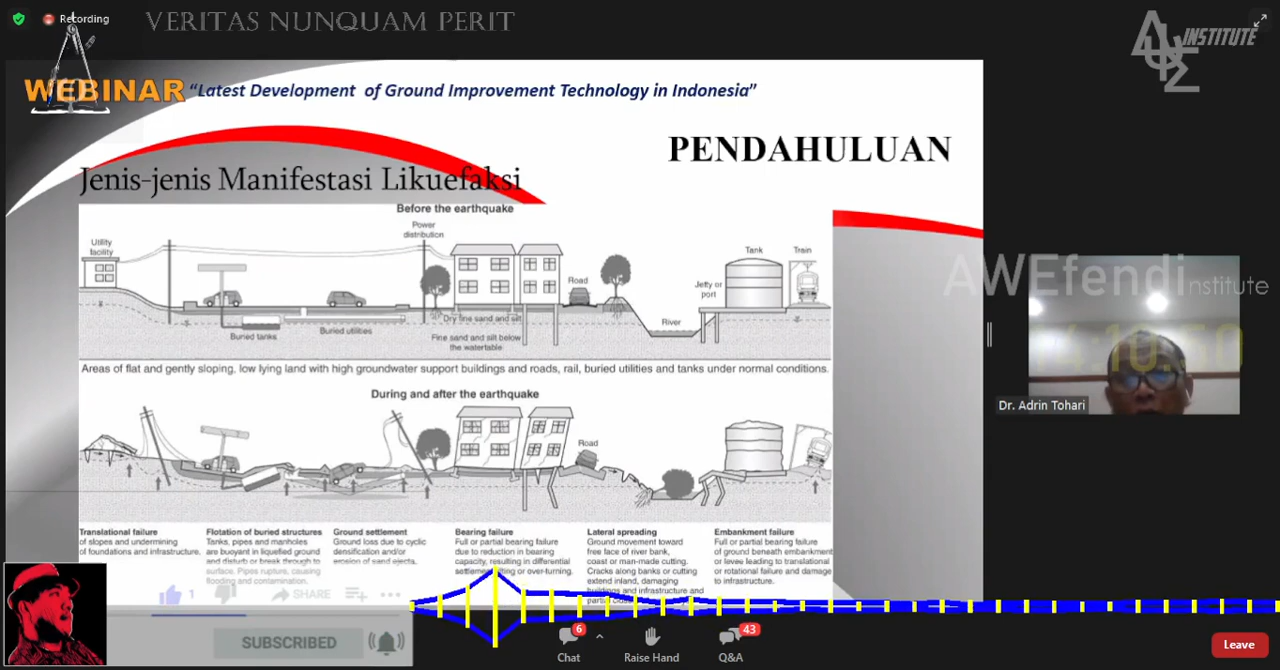 Recording
VERITAS NUNQUAM PERIT
INSTITUTE
WEBINAR "Latest Development of Ground Improvement Technology in Indonesia"
PENDAHULUAN
Jenis-jenis Manifestasi Likuefaksi
Before the earthquake
Power
distribution
Utility
facility
Tank
Train
Road
Jetty or
port
River
Dry fine sand and silt
Buried tanks
Buried utilities
Fine sand and silt below
the watertable
Areas of flat and gently sloping, low lying land with high groundwater support buildings and roads, rail, buried utilities and tanks under normal conditions.
During and after the earthquake
Road
Translational failure
of slopes and undermining
of foundations and infrastructure.
Flotation of buried structures
Tanks, pipes and manholes
are buoyant in liquefied ground
and disturb or break through to
surface. Pipes rupture, causing
flooding and contamination.
Ground settlement
Ground loss due to cyclic
densification and/or
erosion of sand ejecta.
Bearing failure
Full or partial bearing failure
due to reduction in bearing
capacity, resulting in differential
or over-turning.
Lateral spreading
Ground movement toward
free face of river bank,
coast or man-made cutting.
Cracks along banks or cutting
extend inland, damaging
buildings and infrastructure and
Embankment failure
Full or partial bearing failure
of ground beneath embankment
or levee leading to translational
or rotational failure and damage
to infrastructure.
AWEfendi Institute
Dr. Adrin Tohari
1
SHARE
SUBSCRIBED
6
Chat
Raise Hand
43
Q&A
Leave